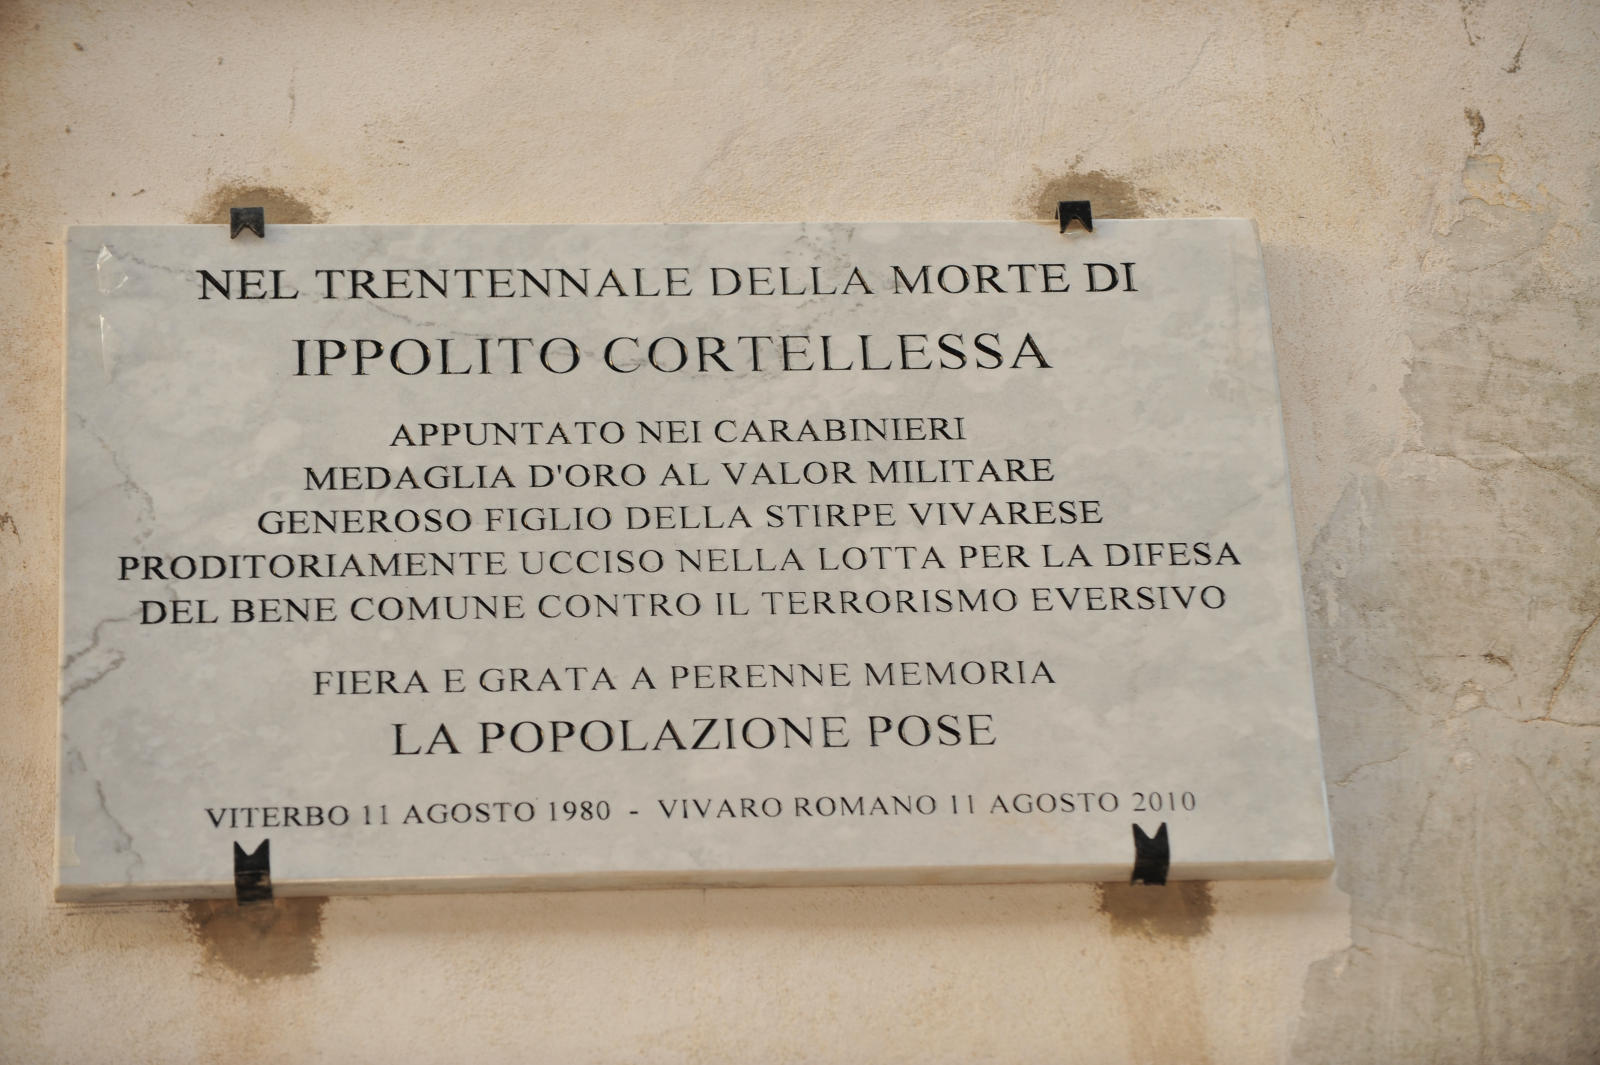 NEL TRENTENNALE DELLA MORTE DI
IPPOLITO CORTELLESSA
APPUNTATO NEI CARABINIERI
MEDAGLIA D'ORO AL VALOR MILITARE
GENEROSO FIGLIO DELLA STIRPE VIVARESE
PRODITORIAMENTE UCCISO NELLA LOTTA PER LA DIFESA
DEL BENE COMUNE CONTRO IL TERRORISMO EVERSIVO
FIERA E GRATA A PERENNE MEMORIA
LA POPOLAZIONE POSE
VITERBO 11 AGOSTO 1980 - VIVARO ROMANO 11 AGOSTO 2010